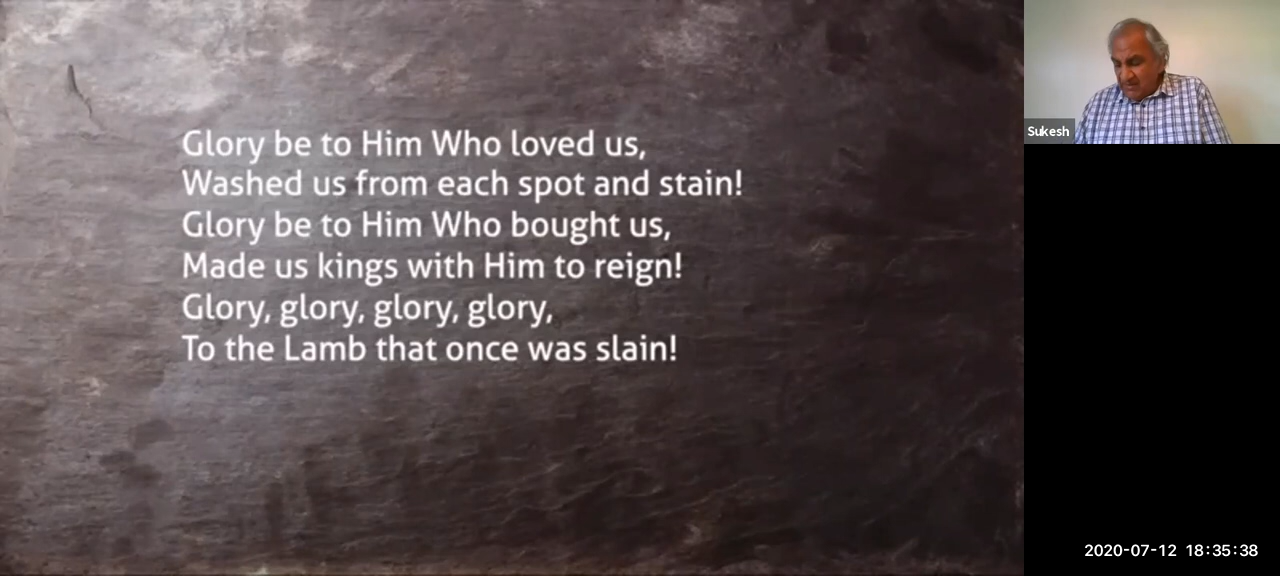 Glory be to Him Who loved us,
Washed us from each spot and stain!
Glory be to Him Who bought us,
Made us kings with Him to reign!
Glory, glory, glory, glory,
To the Lamb that once was slain!
Sukesh
2020-07-12 18:35:38